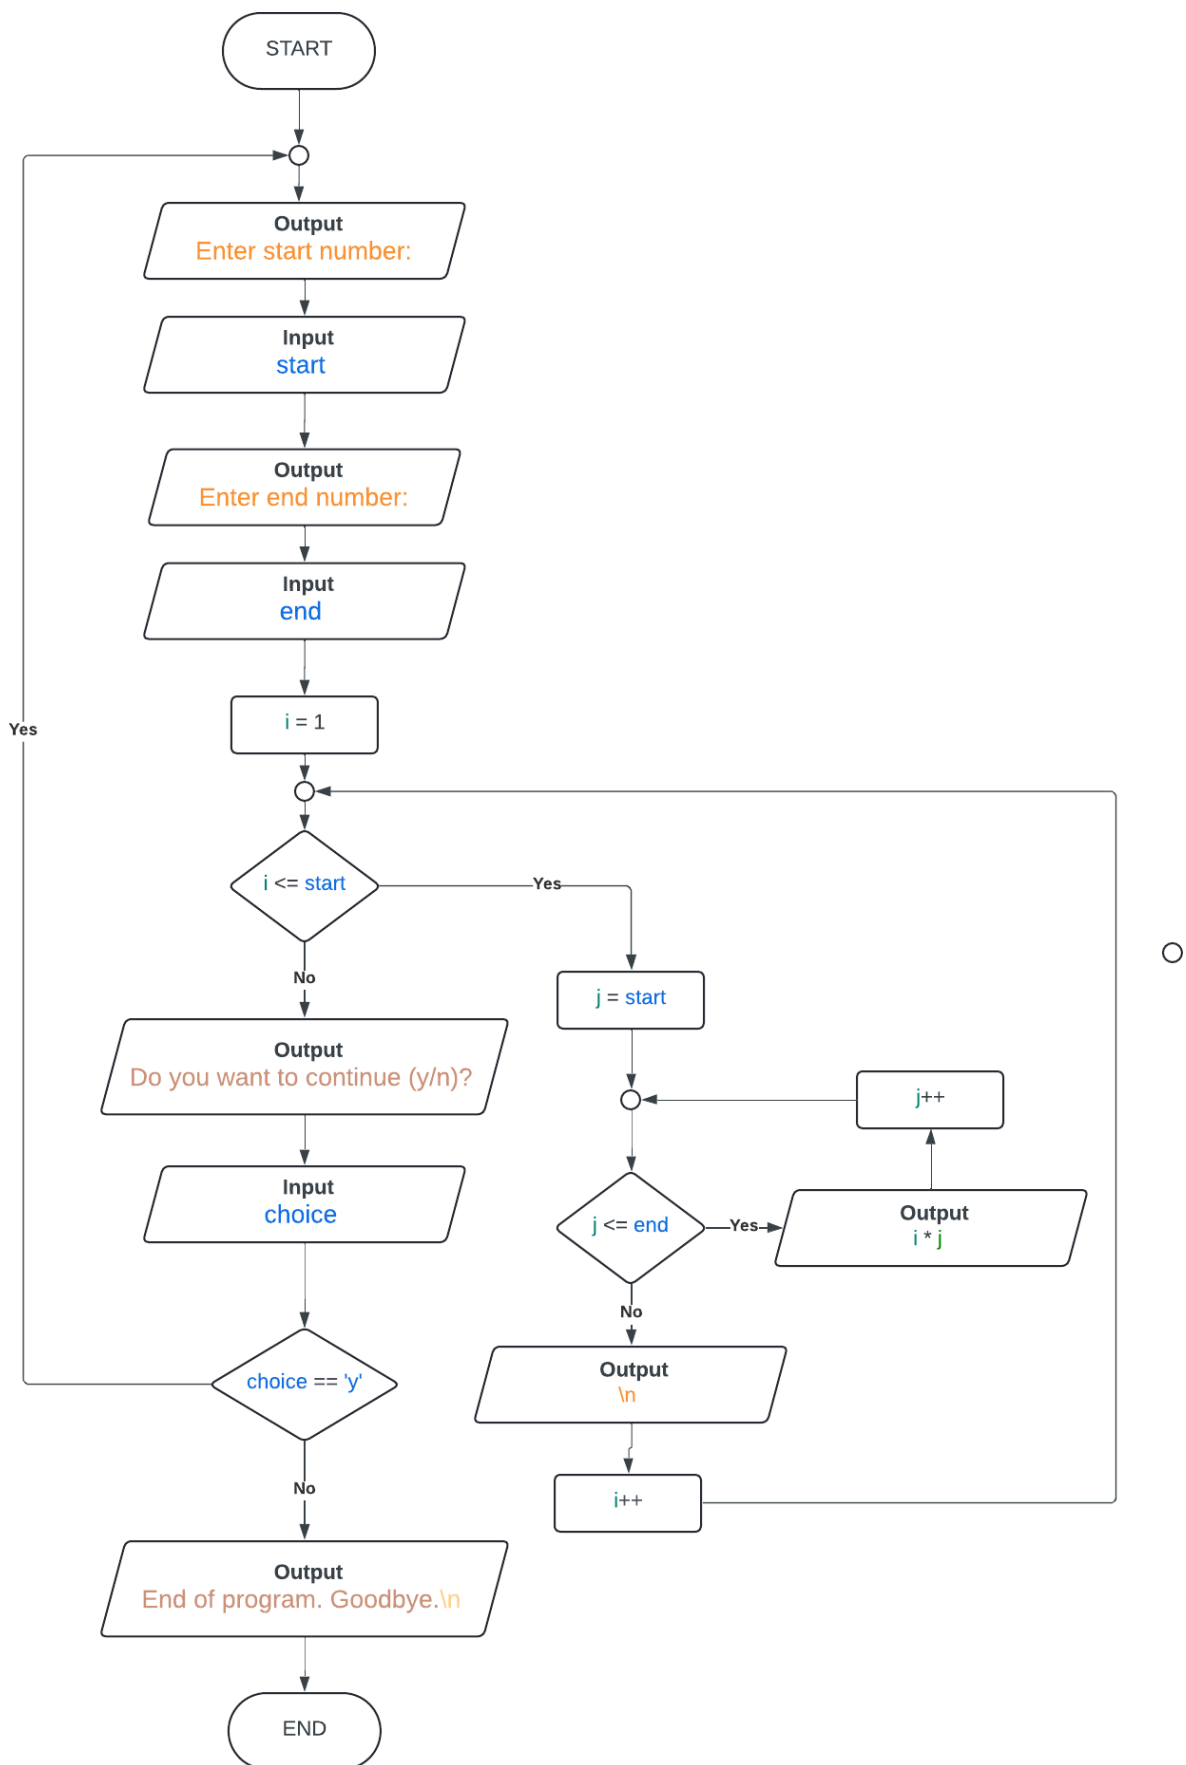 START
Output
Enter start number:
Input
start
Output
Enter end number:
Input
end
i = 1
i <= start
Yes
No
j = start
j++
j <= end
Yes
Output
i * j
No
Output
\n
i++
Output
Do you want to continue (y/n)?
Input
choice
choice == 'y'
Yes
No
Output
End of program. Goodbye.\n
END